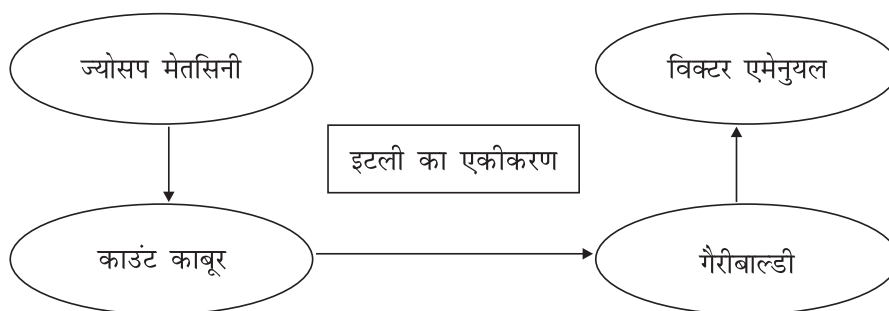 ज्योसप मेतसिनी
विक्टर एमेनुयल
इटली का एकीकरण
काउंट काबूर
गैरीबाल्डी